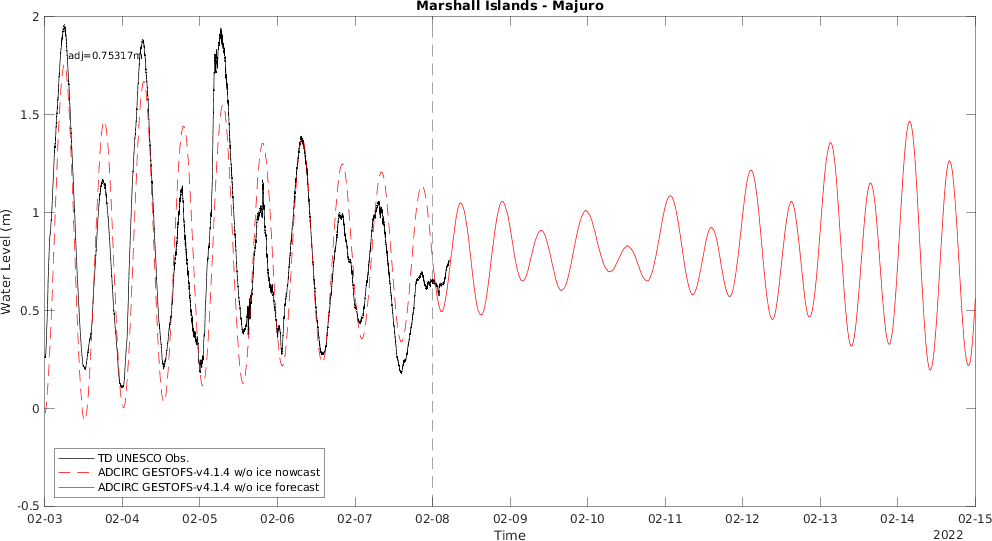 Marshall Islands - Majuro
adj=0.75317m
Water Level (m)
2
1.5
1
0.5
0
-0.5
TD UNESCO Obs.
ADCIRC GESTOFS-v4.1.4 w/o ice nowcast
ADCIRC GESTOFS-v4.1.4 w/o ice forecast
02-03 02-04 02-05 02-06 02-07 02-08 02-09 02-10 02-11 02-12 02-13 02-14 02-15
Time
2022